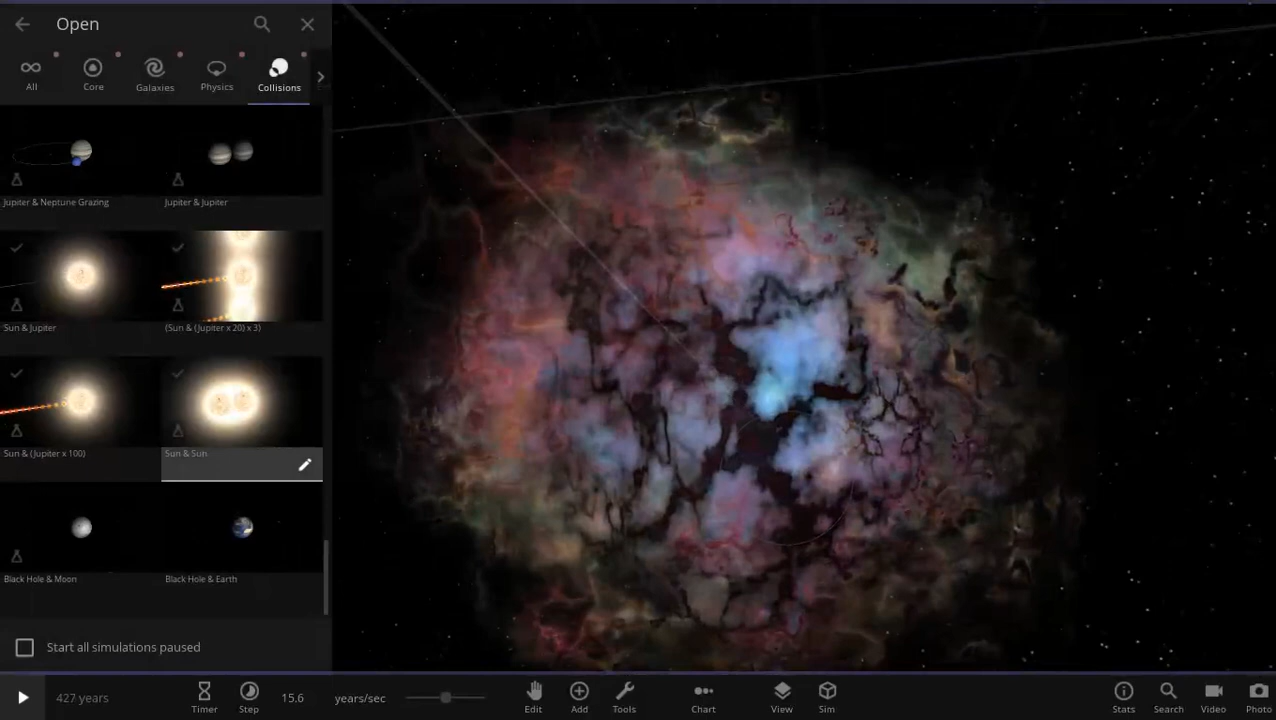 Open
All
Core
Galaxies
Physics
Collisions
Jupiter & Neptune Grazing
Jupiter & Jupiter
Sun & Jupiter
(Sun & (Jupiter x 20) x 3)
Sun & (Jupiter x 100)
Sun & Sun
Black Hole & Moon
Black Hole & Earth
Start all simulations paused
427 years
Timer
Step
15.6
years/sec
Edit
Add
Tools
Chart
View
Sim
Stats
Search
Video
Photo